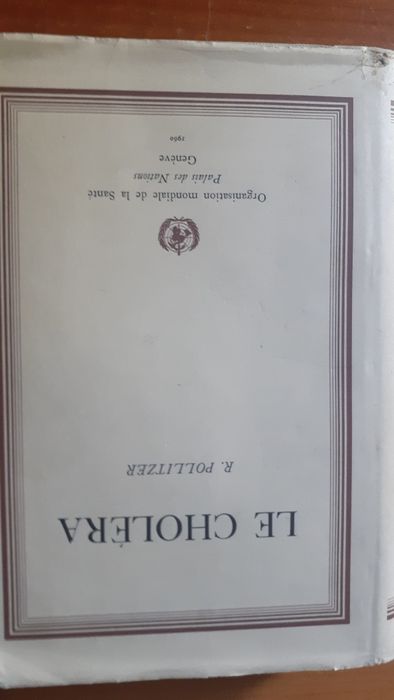 LE CHOLÉRA
R. POLLITZER
Organisation mondiale de la Santé
Palais des Nations
Genève
1960